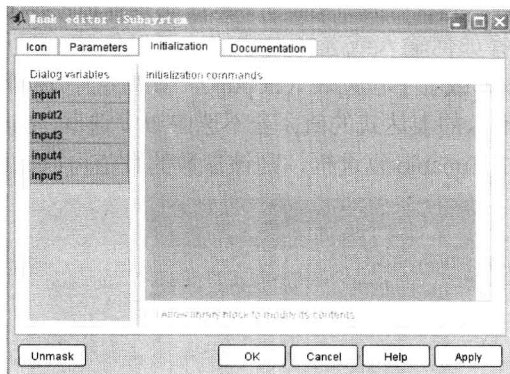 Mask editor :Subsystem
Icon Parameters Initialization Documentation
Dialog variables
Initialization commands
input1
input2
input3
input4
input5
Allow library block to modify its contents
Unmask OK Cancel Help Apply